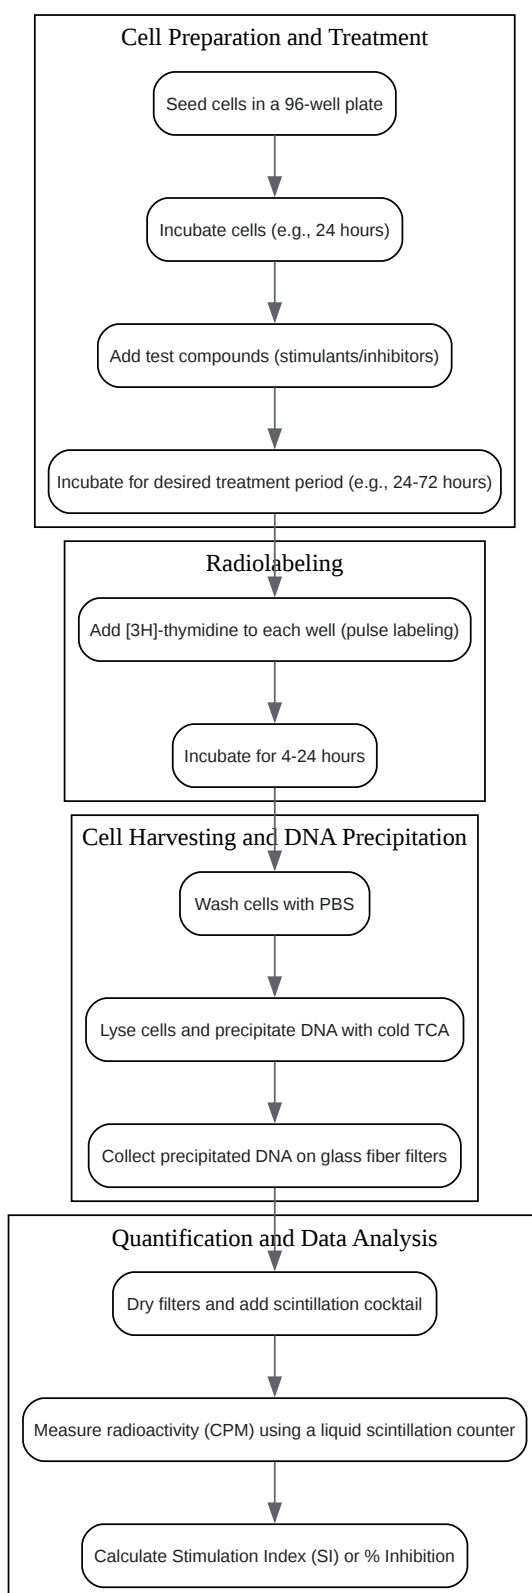 Cell Preparation and Treatment
Seed cells in a 96-well plate
Incubate cells (e.g., 24 hours)
Add test compounds (stimulants/inhibitors)
Incubate for desired treatment period (e.g., 24-72 hours)
Radiolabeling
Add [3H]-thymidine to each well (pulse labeling)
Incubate for 4-24 hours
Cell Harvesting and DNA Precipitation
Wash cells with PBS
Lyse cells and precipitate DNA with cold TCA
Collect precipitated DNA on glass fiber filters
Quantification and Data Analysis
Dry filters and add scintillation cocktail
Measure radioactivity (CPM) using a liquid scintillation counter
Calculate Stimulation Index (SI) or % Inhibition